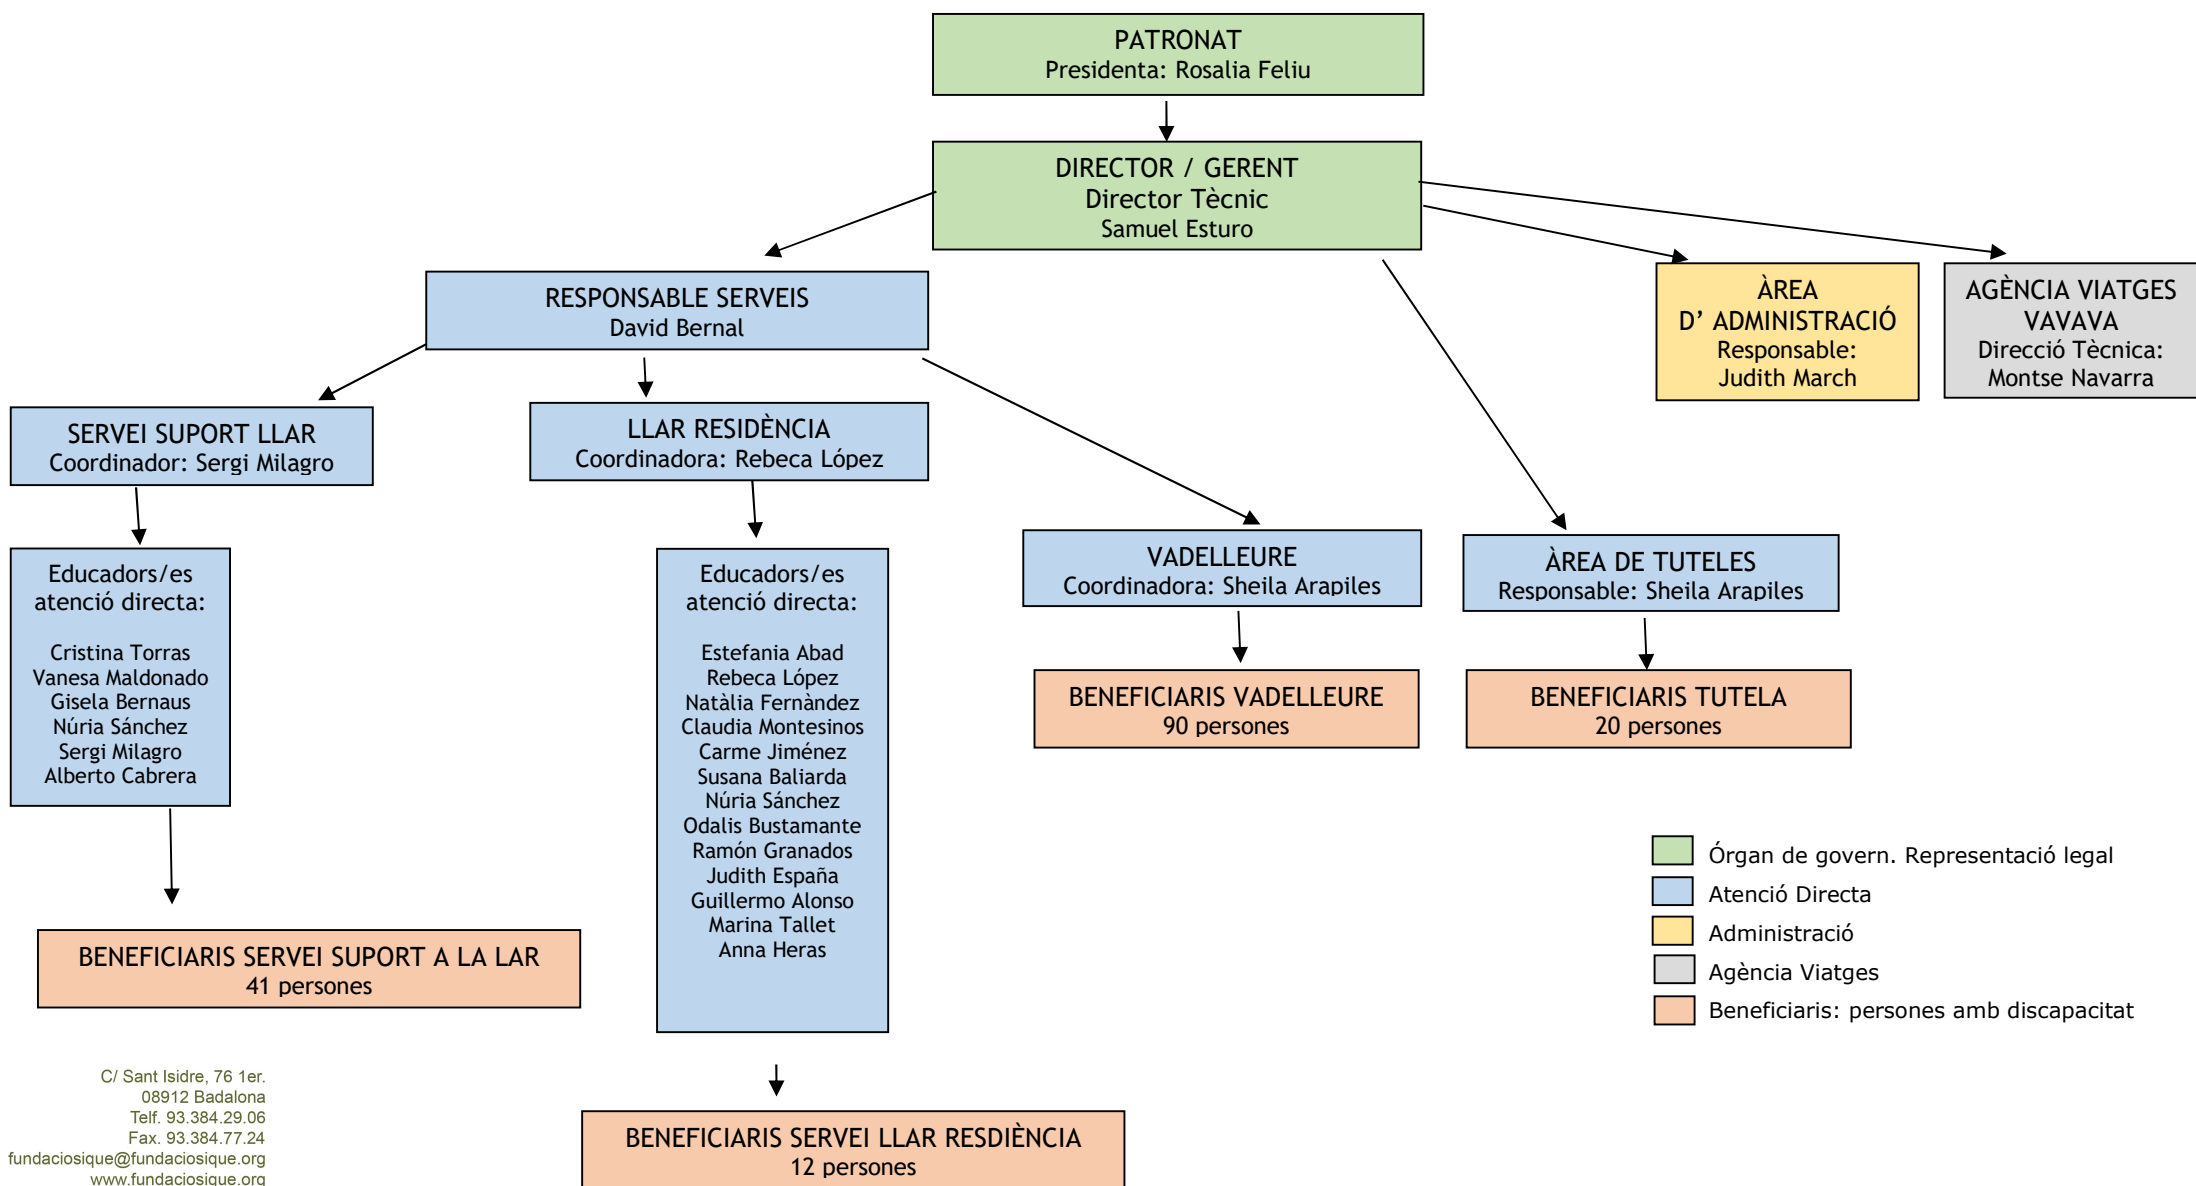 PATRONAT
Presidenta: Rosalia Feliu
DIRECTOR / GERENT
Director Tècnic
Samuel Esturo
RESPONSABLE SERVEIS
David Bernal
ÀREA
D’ ADMINISTRACIÓ
Responsable:
Judith March
AGÈNCIA VIATGES
VAVAVA
Direcció Tècnica:
Montse Navarra
SERVEI SUPORT LLAR
Coordinador: Sergi Milagro
LLAR RESIDÈNCIA
Coordinadora: Rebeca López
VADELLEURE
Coordinadora: Sheila Arapiles
ÀREA DE TUTELES
Responsable: Sheila Arapiles
Educadors/es
atenció directa:
Cristina Torras
Vanesa Maldonado
Gisela Bernaus
Núria Sánchez
Sergi Milagro
Alberto Cabrera
Educadors/es
atenció directa:
Estefania Abad
Rebeca López
Natàlia Fernàndez
Claudia Montesinos
Carme Jiménez
Susana Baliarda
Núria Sánchez
Odalis Bustamante
Ramón Granados
Judith España
Guillermo Alonso
Marina Tallet
Anna Heras
BENEFICIARIS VADELLEURE
90 persones
BENEFICIARIS TUTELA
20 persones
BENEFICIARIS SERVEI SUPORT A LA LAR
41 persones
BENEFICIARIS SERVEI LLAR RESDIÈNCIA
12 persones
Órgan de govern. Representació legal
Atenció Directa
Administració
Agència Viatges
Beneficiaris: persones amb discapacitat
C/ Sant Isidre, 76 1er.
08912 Badalona
Telf. 93.384.29.06
Fax. 93.384.77.24
fundaciosique@fundaciosique.org
www.fundaciosique.org